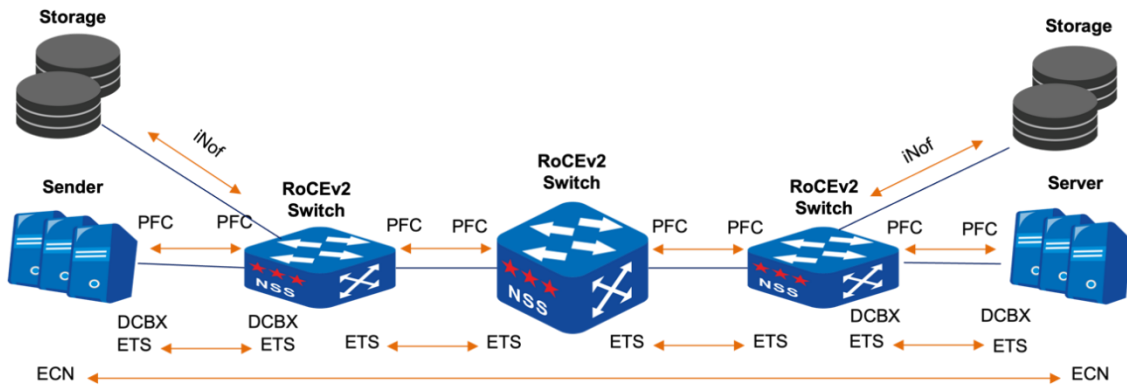 Storage
Storage
iNof
iNof
Sender
RoCEv2
Switch
RoCEv2
Switch
RoCEv2
Switch
Server
PFC PFC
PFC PFC
PFC PFC
PFC PFC
NSS
NSS
NSS
DCBX DCBX
DCBX DCBX
ETS ETS
ETS ETS
ETS ETS
ETS ETS
ECN ECN